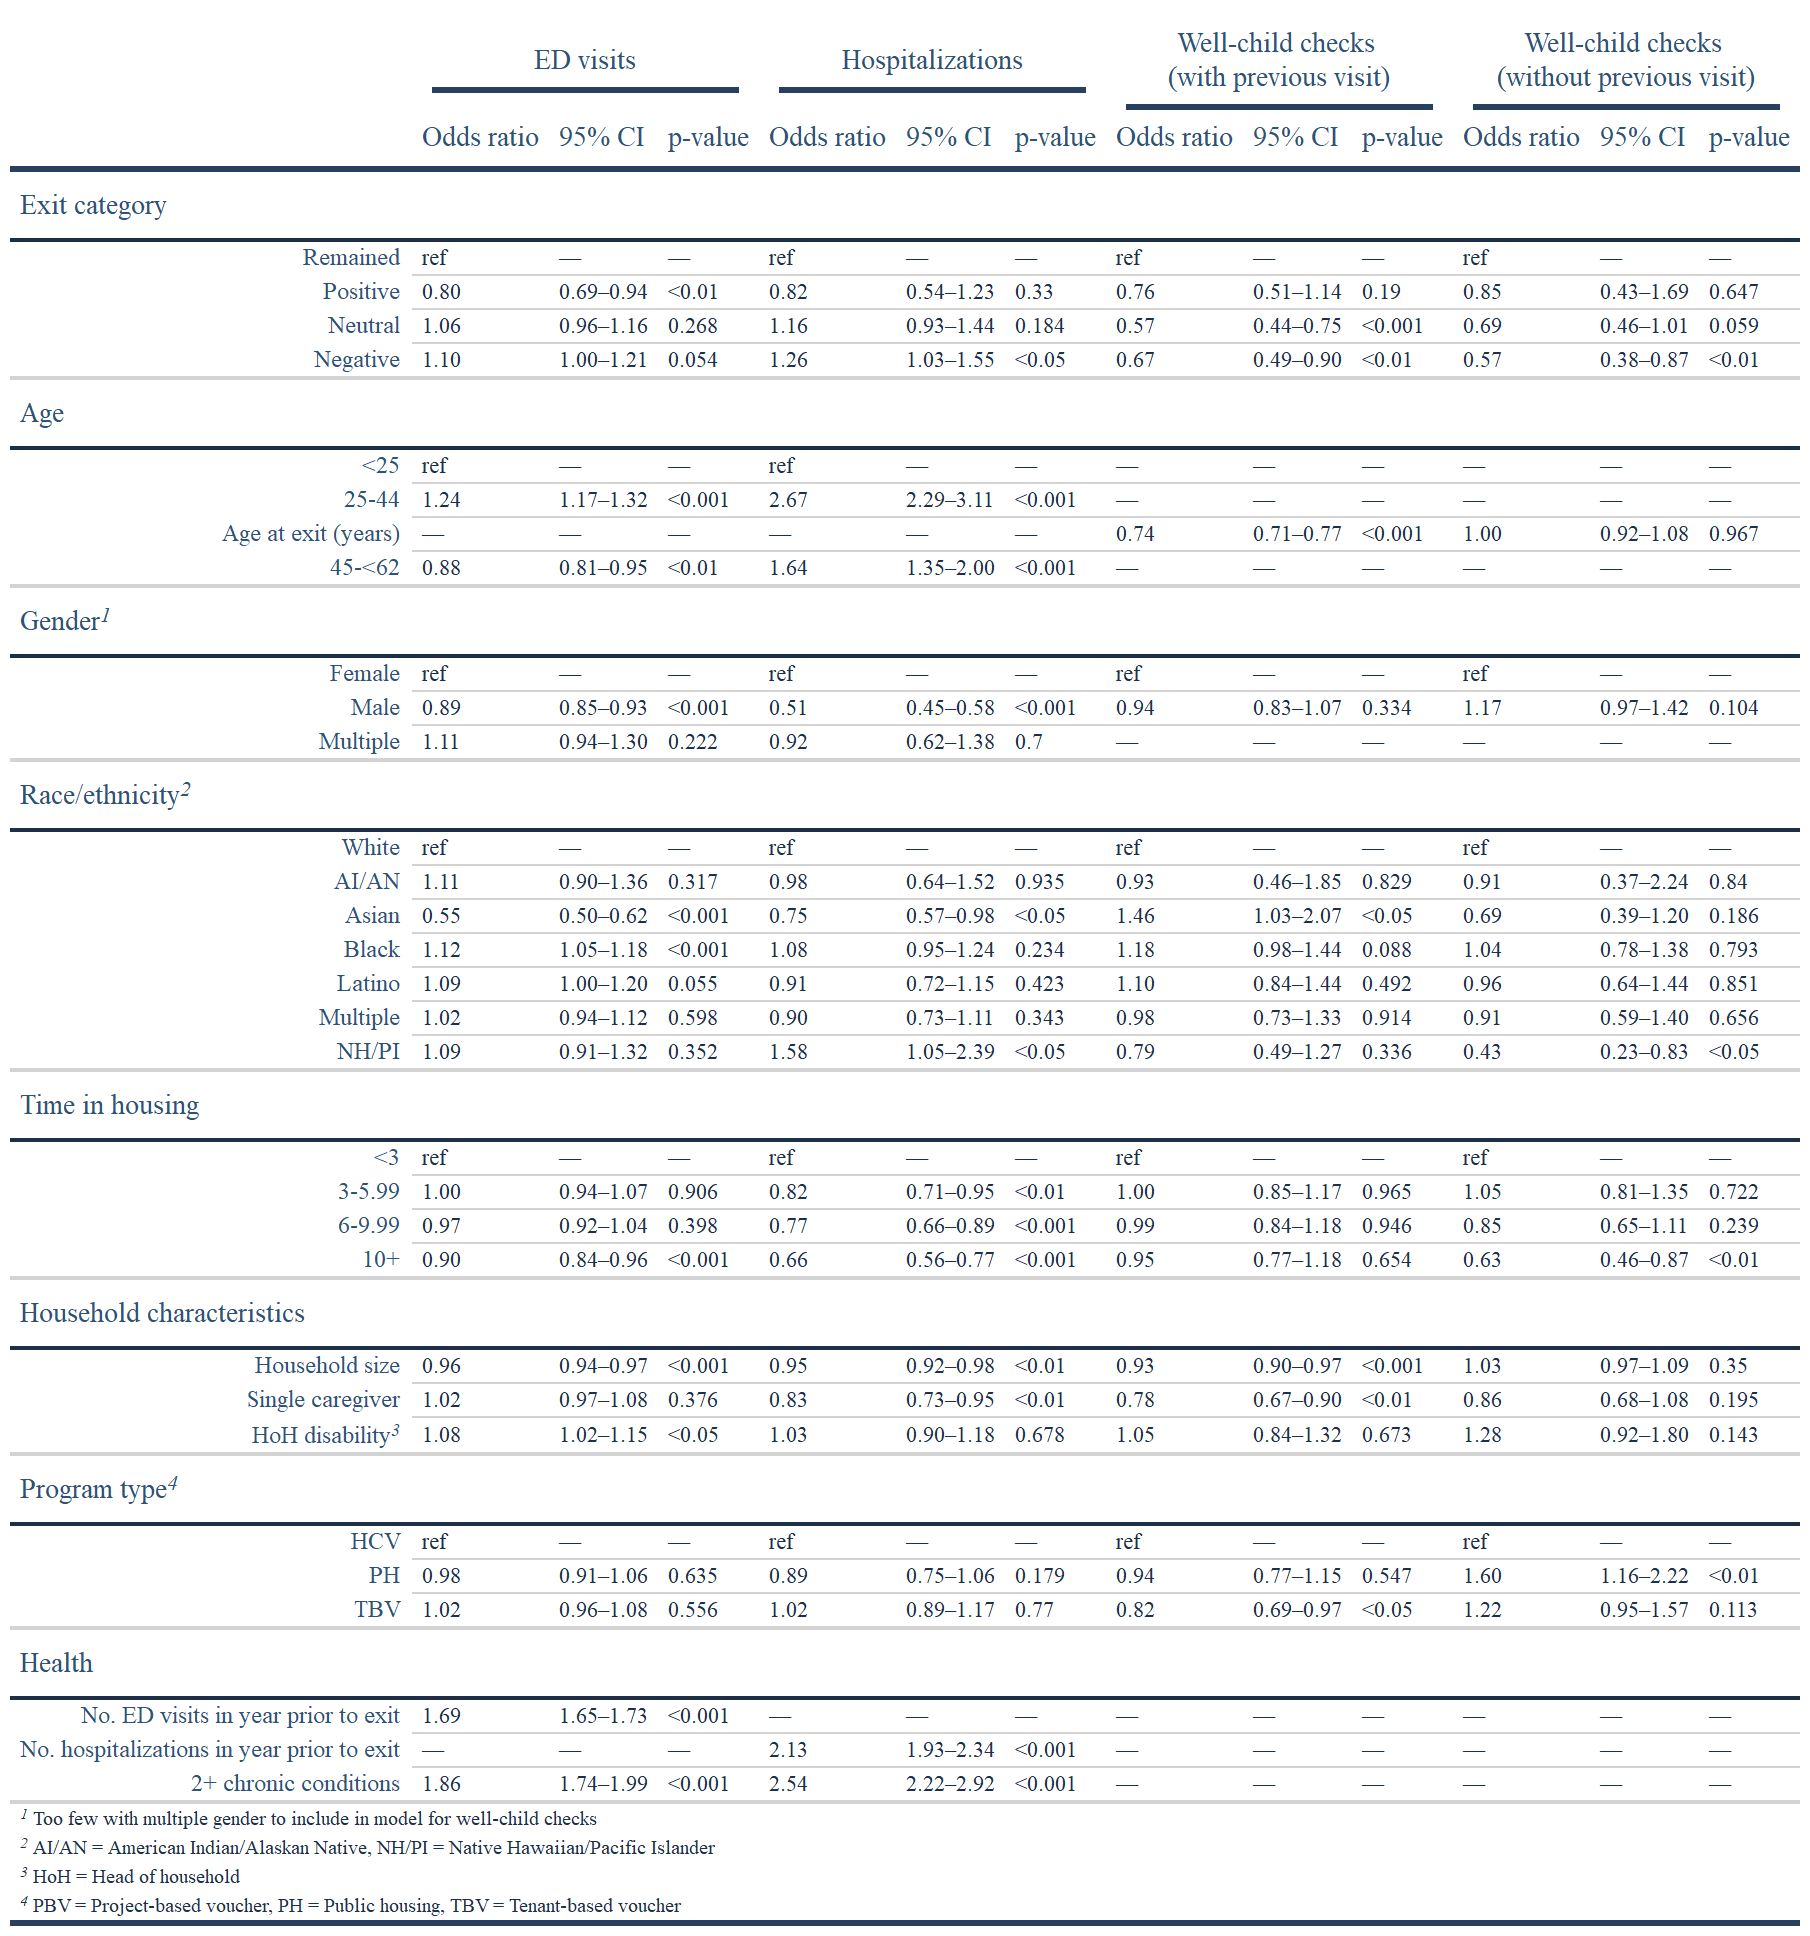 ED visits Hospitalizations Well-child checks (with previous visit) Well-child checks (without previous visit)
Odds ratio 95% CI p-value Odds ratio 95% CI p-value Odds ratio 95% CI p-value Odds ratio 95% CI p-value
Exit category
Remained ref — — ref — — ref — — ref — —
Positive 0.80 0.69–0.94 <0.01 0.82 0.54–1.23 0.33 0.76 0.51–1.14 0.19 0.85 0.43–1.69 0.647
Neutral 1.06 0.96–1.16 0.268 1.16 0.93–1.44 0.184 0.57 0.44–0.75 <0.001 0.69 0.46–1.01 0.059
Negative 1.10 1.00–1.21 0.054 1.26 1.03–1.55 <0.05 0.67 0.49–0.90 <0.01 0.57 0.38–0.87 <0.01
Age
<25 ref — — ref — — — — — — — —
25-44 1.24 1.17–1.32 <0.001 2.67 2.29–3.11 <0.001 — — — — — —
Age at exit (years) — — — — — — 0.74 0.71–0.77 <0.001 1.00 0.92–1.08 0.967
45-<62 0.88 0.81–0.95 <0.01 1.64 1.35–2.00 <0.001 — — — — — —
Gender1
Female ref — — ref — — ref — — ref — —
Male 0.89 0.85–0.93 <0.001 0.51 0.45–0.58 <0.001 0.94 0.83–1.07 0.334 1.17 0.97–1.42 0.104
Multiple 1.11 0.94–1.30 0.222 0.92 0.62–1.38 0.7 — — — — — —
Race/ethnicity2
White ref — — ref — — ref — — ref — —
AI/AN 1.11 0.90–1.36 0.317 0.98 0.64–1.52 0.935 0.93 0.46–1.85 0.829 0.91 0.37–2.24 0.84
Asian 0.55 0.50–0.62 <0.001 0.75 0.57–0.98 <0.05 1.46 1.03–2.07 <0.05 0.69 0.39–1.20 0.186
Black 1.12 1.05–1.18 <0.001 1.08 0.95–1.24 0.234 1.18 0.98–1.44 0.088 1.04 0.78–1.38 0.793
Latino 1.09 1.00–1.20 0.055 0.91 0.72–1.15 0.423 1.10 0.84–1.44 0.492 0.96 0.64–1.44 0.851
Multiple 1.02 0.94–1.12 0.598 0.90 0.73–1.11 0.343 0.98 0.73–1.33 0.914 0.91 0.59–1.40 0.656
NH/PI 1.09 0.91–1.32 0.352 1.58 1.05–2.39 <0.05 0.79 0.49–1.27 0.336 0.43 0.23–0.83 <0.05
Time in housing
<3 ref — — ref — — ref — — ref — —
3-5.99 1.00 0.94–1.07 0.906 0.82 0.71–0.95 <0.01 1.00 0.85–1.17 0.965 1.05 0.81–1.35 0.722
6-9.99 0.97 0.92–1.04 0.398 0.77 0.66–0.89 <0.001 0.99 0.84–1.18 0.946 0.85 0.65–1.11 0.239
10+ 0.90 0.84–0.96 <0.001 0.66 0.56–0.77 <0.001 0.95 0.77–1.18 0.654 0.63 0.46–0.87 <0.01
Household characteristics
Household size 0.96 0.94–0.97 <0.001 0.95 0.92–0.98 <0.01 0.93 0.90–0.97 <0.001 1.03 0.97–1.09 0.35
Single caregiver 1.02 0.97–1.08 0.376 0.83 0.73–0.95 <0.01 0.78 0.67–0.90 <0.01 0.86 0.68–1.08 0.195
HoH disability3 1.08 1.02–1.15 <0.05 1.03 0.90–1.18 0.678 1.05 0.84–1.32 0.673 1.28 0.92–1.80 0.143
Program type4
HCV ref — — ref — — ref — — ref — —
PH 0.98 0.91–1.06 0.635 0.89 0.75–1.06 0.179 0.94 0.77–1.15 0.547 1.60 1.16–2.22 <0.01
TBV 1.02 0.96–1.08 0.556 1.02 0.89–1.17 0.77 0.82 0.69–0.97 <0.05 1.22 0.95–1.57 0.113
Health
No. ED visits in year prior to exit 1.69 1.65–1.73 <0.001 — — — — — — — — —
No. hospitalizations in year prior to exit — — — 2.13 1.93–2.34 <0.001 — — — — — —
2+ chronic conditions 1.86 1.74–1.99 <0.001 2.54 2.22–2.92 <0.001 — — — — — —
1 Too few with multiple gender to include in model for well-child checks
2 AI/AN = American Indian/Alaskan Native, NH/PI = Native Hawaiian/Pacific Islander
3 HoH = Head of household
4 PBV = Project-based voucher, PH = Public housing, TBV = Tenant-based voucher